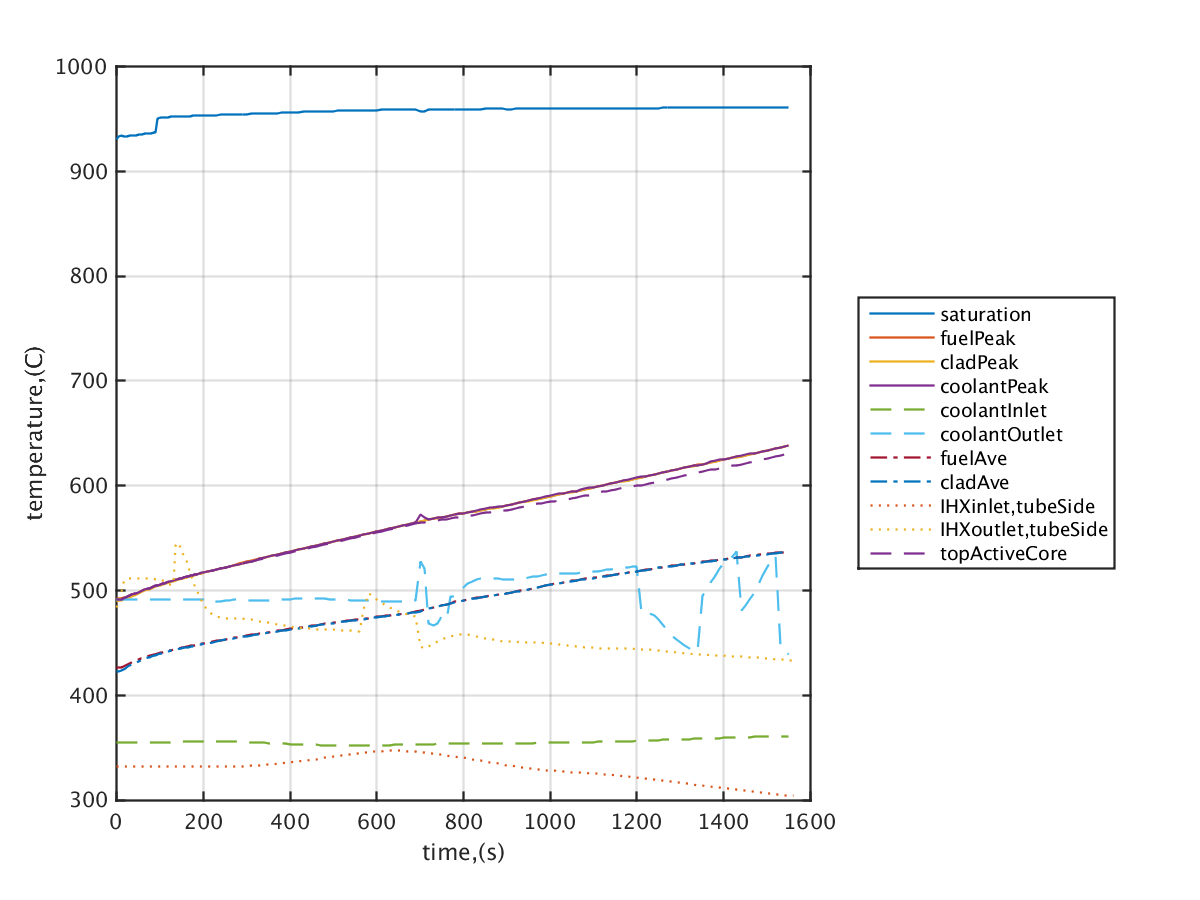 1000
900
800
700
600
500
400
300
temperature,(C)
0 200 400 600 800 1000 1200 1400 1600
time,(s)
saturation
fuelPeak
cladPeak
coolantPeak
coolantInlet
coolantOutlet
fuelAve
cladAve
IHXinlet,tubeSide
IHXoutlet,tubeSide
topActiveCore